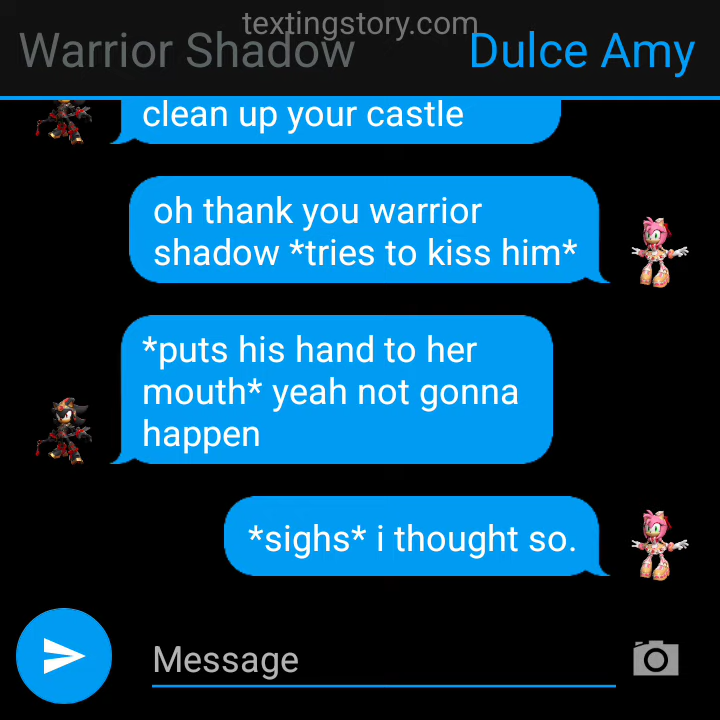 textingstory.com
Warrior Shadow
Dulce Amy
clean up your castle
oh thank you warrior
shadow *tries to kiss him*
*puts his hand to her
mouth* yeah not gonna
happen
*sighs* i thought so.
Message